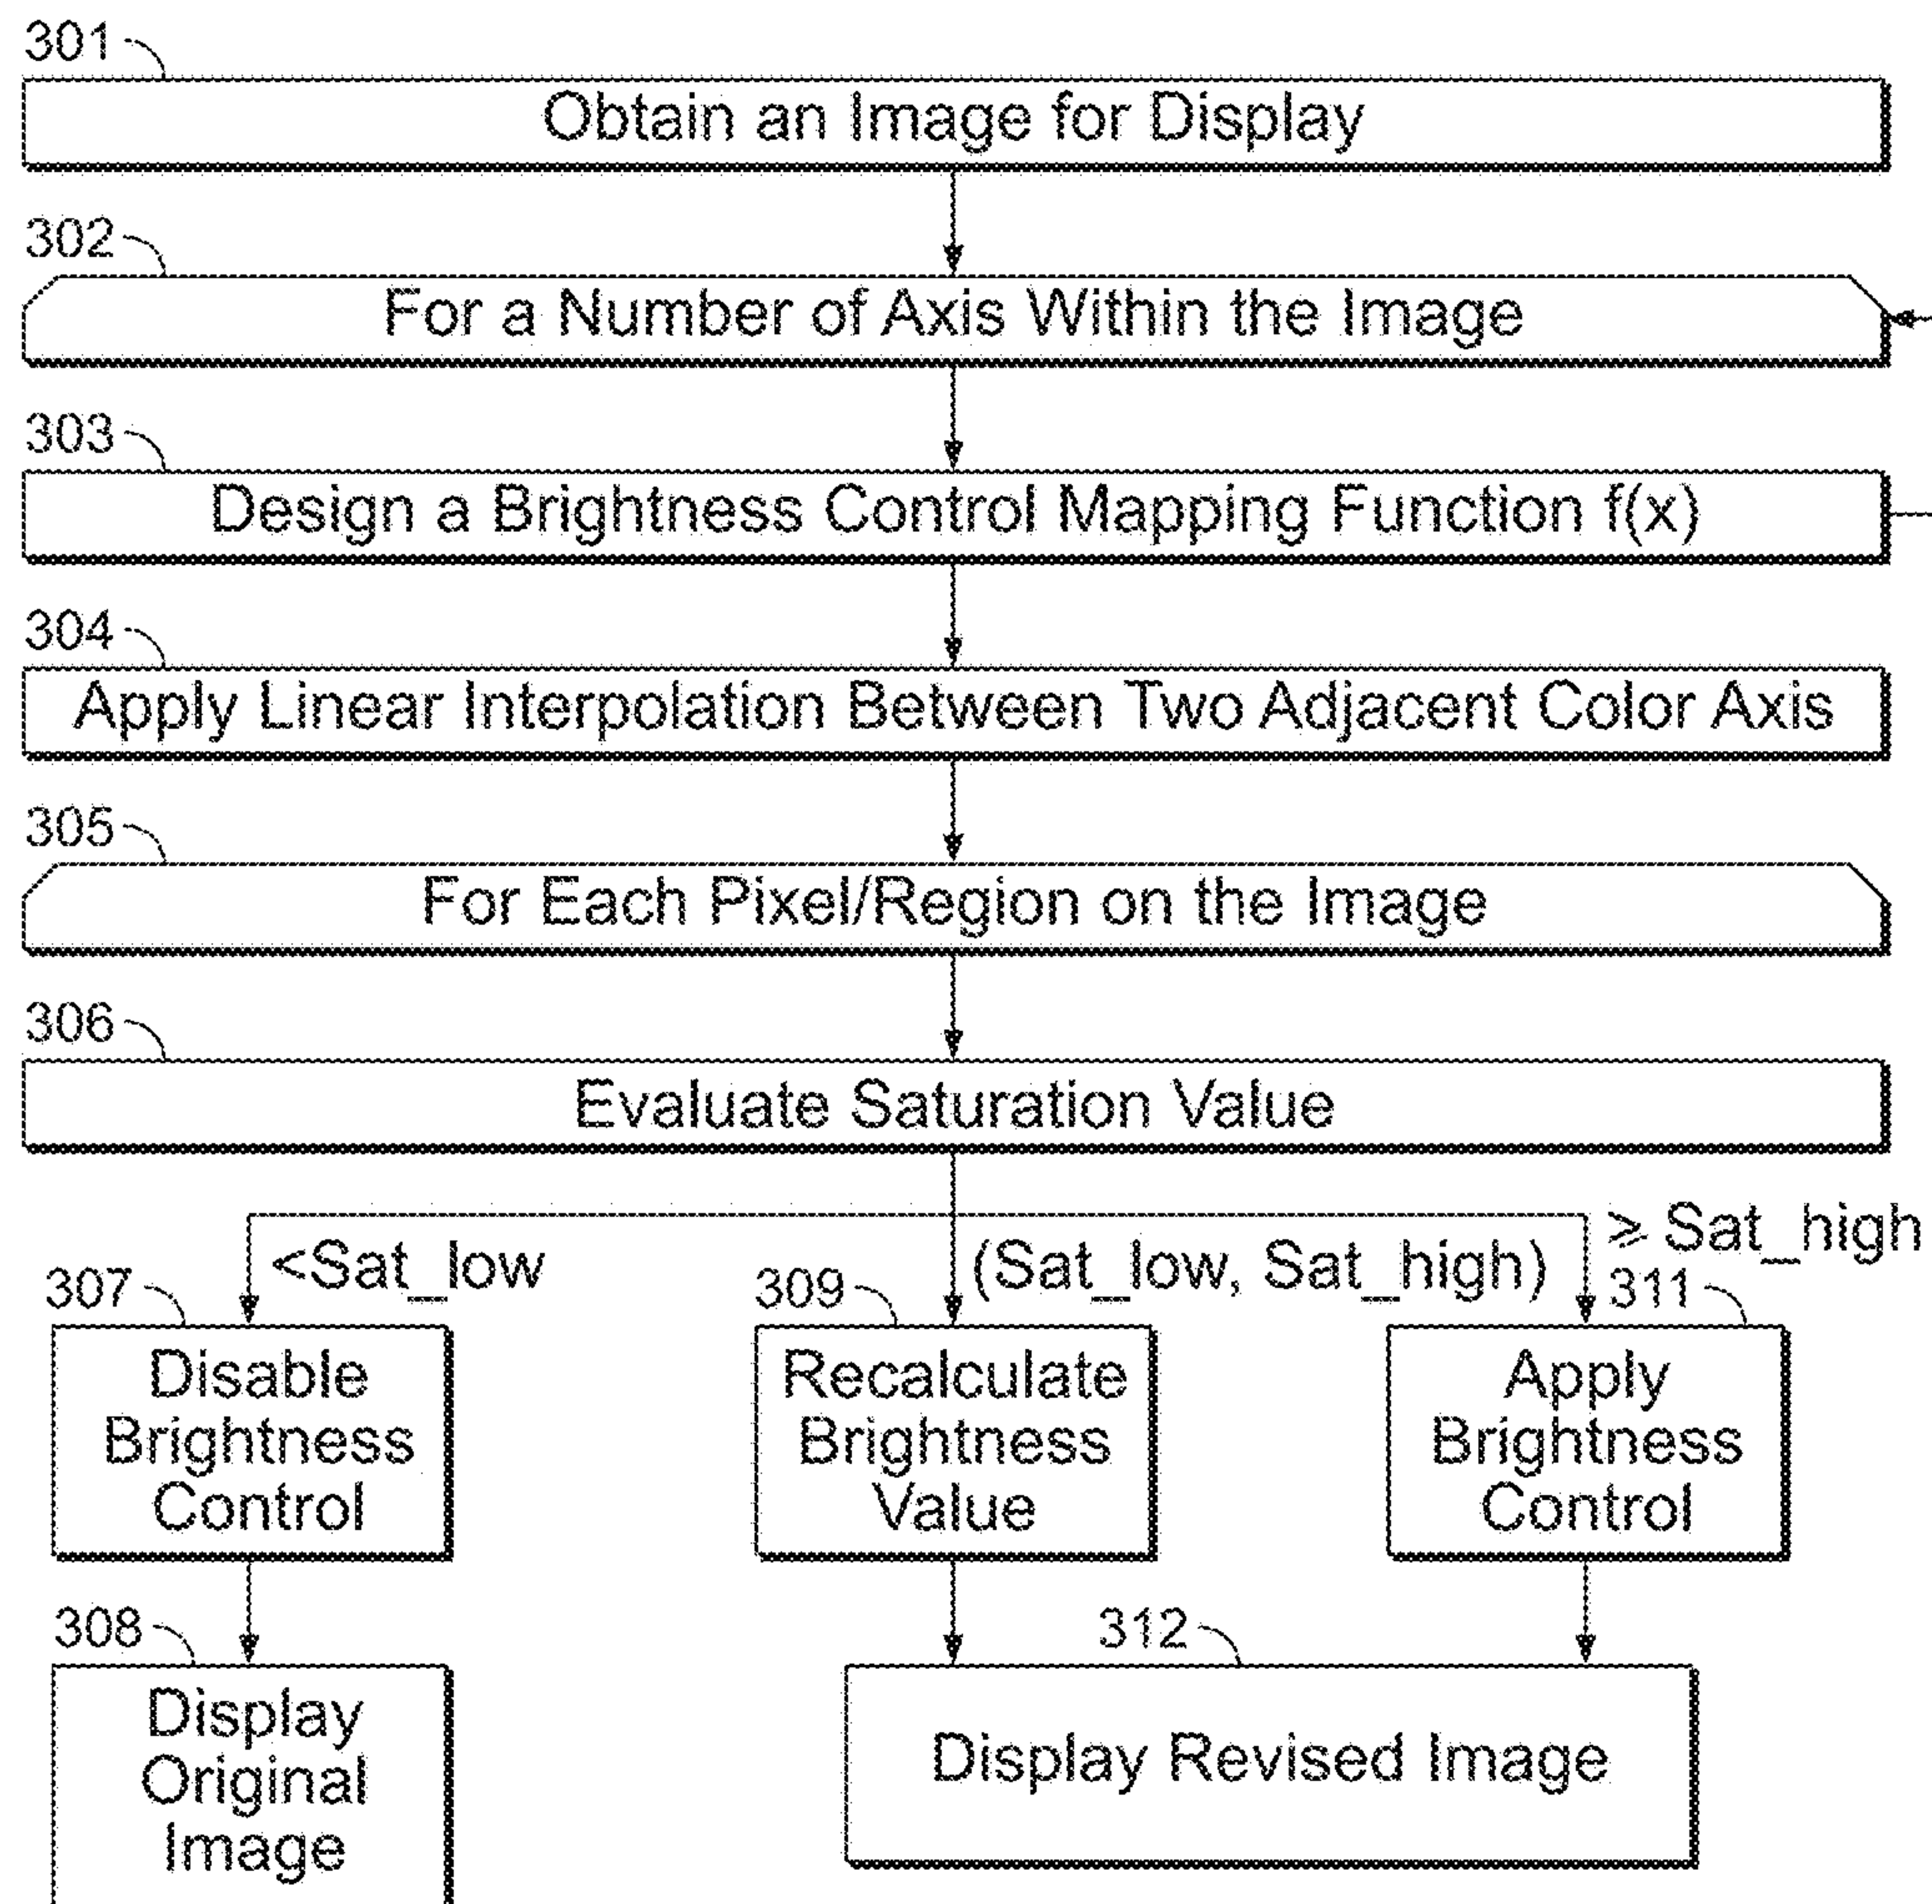 301
Obtain an Image for Display
302
For a Number of Axis Within the Image
303
Design a Brightness Control Mapping Function f(x)
304
Apply Linear Interpolation Between Two Adjacent Color Axis
305
For Each Pixel/Region on the Image
306
Evaluate Saturation Value
<Sat_low
(Sat_low, Sat_high)
≥ Sat_high
307
Disable
Brightness
Control
309
Recalculate
Brightness
Value
311
Apply
Brightness
Control
308
Display
Original
Image
312
Display Revised Image